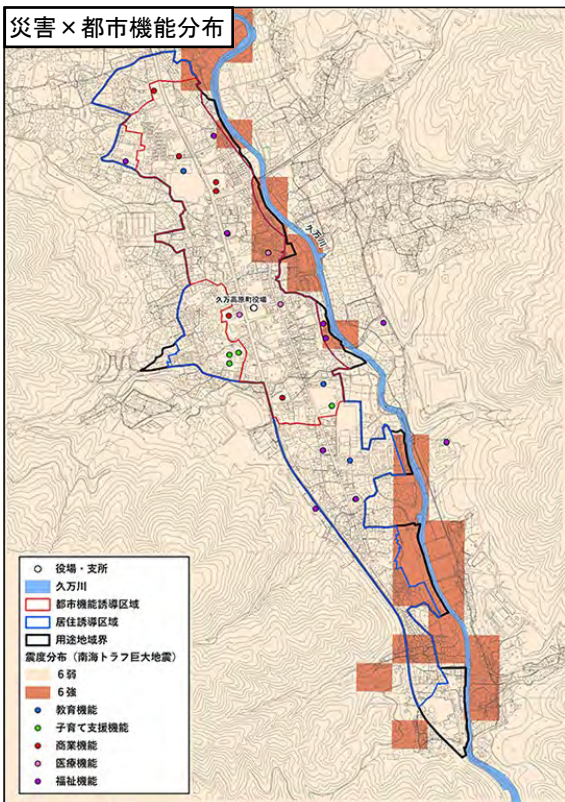 災害×都市機能分布
久万川
久万高原町役場
役場・支所
久万川
都市機能誘導区域
居住誘導区域
用途地域界
震度分布（南海トラフ巨大地震）
6弱
6強
教育機能
子育て支援機能
商業機能
医療機能
福祉機能